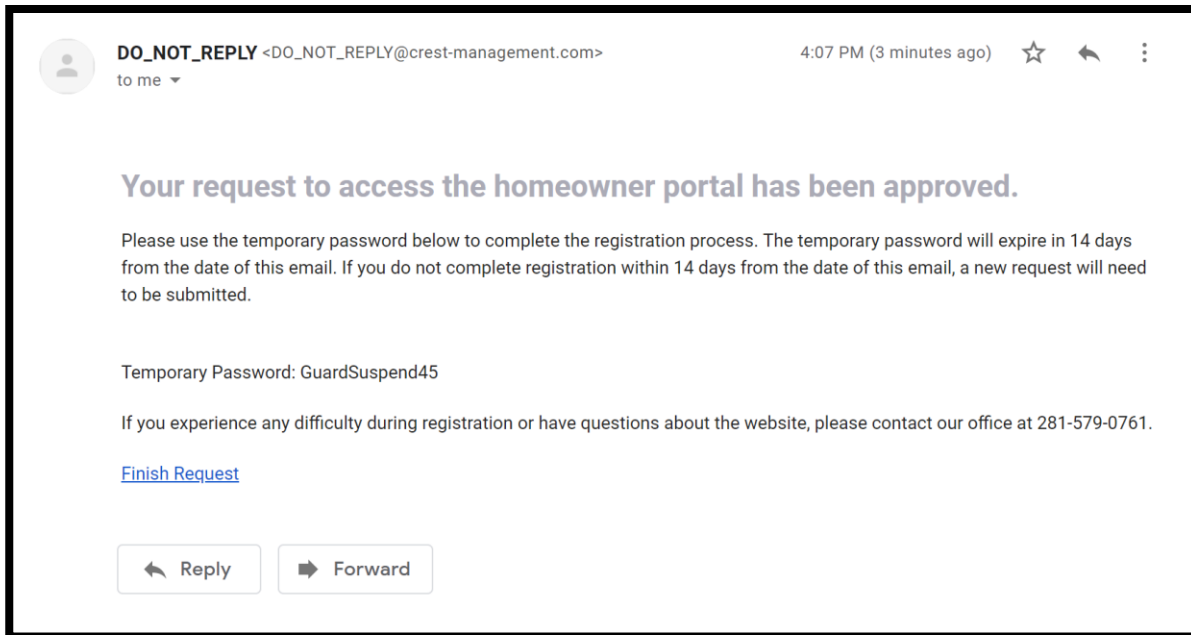 DO_NOT_REPLY <DO_NOT_REPLY@crest-management.com> 4:07 PM (3 minutes ago)
to me
Your request to access the homeowner portal has been approved.
Please use the temporary password below to complete the registration process. The temporary password will expire in 14 days
from the date of this email. If you do not complete registration within 14 days from the date of this email, a new request will need
to be submitted.
Temporary Password: GuardSuspend45
If you experience any difficulty during registration or have questions about the website, please contact our office at 281-579-0761.
Finish Request
Reply Forward